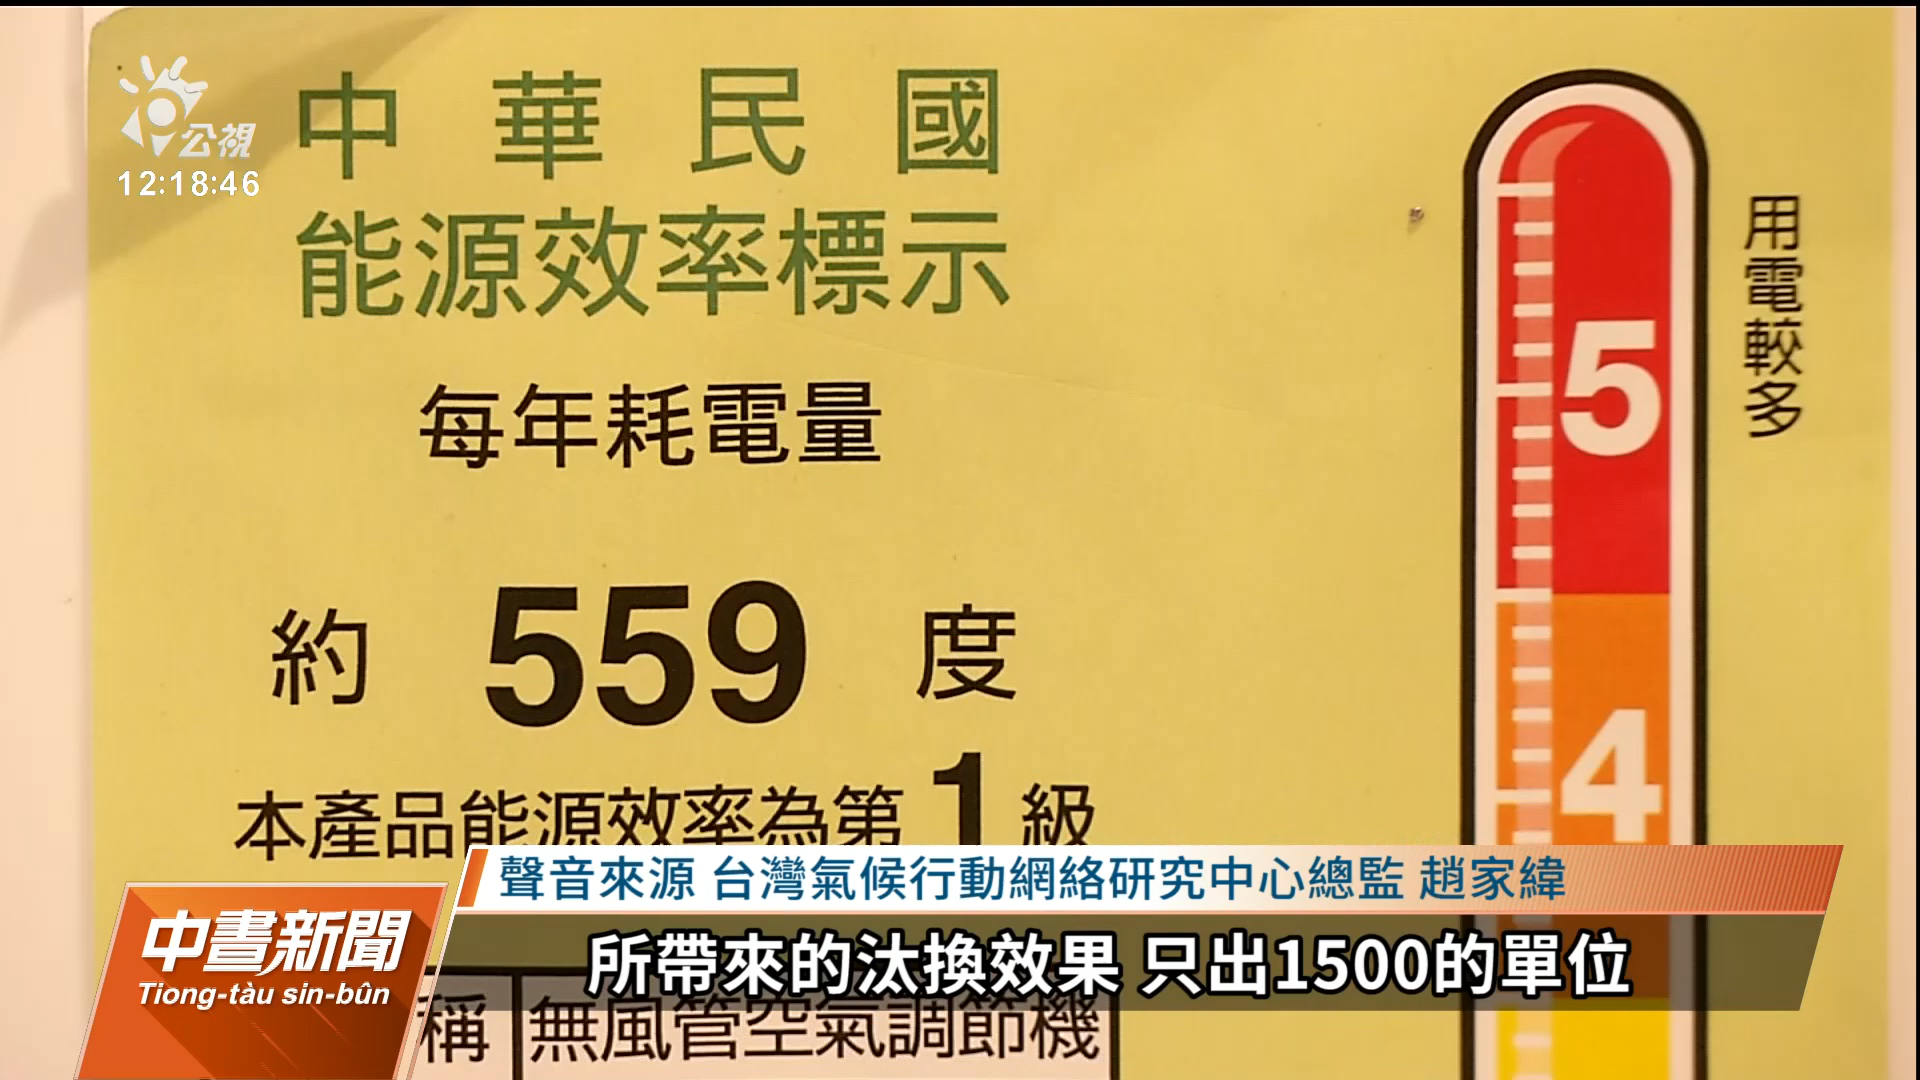 公視
12:18:46
中華民國
能源效率標示
每年耗電量
約 559 度
本產品能源效率為第1級
用電較多
5
4
聲音來源 台灣氣候行動網絡研究中心總監 趙家緯
所帶來的汰換效果 只出1500的單位
中晝新聞
Tiong-tàu sin-bûn
稱 無風管空氣調節機